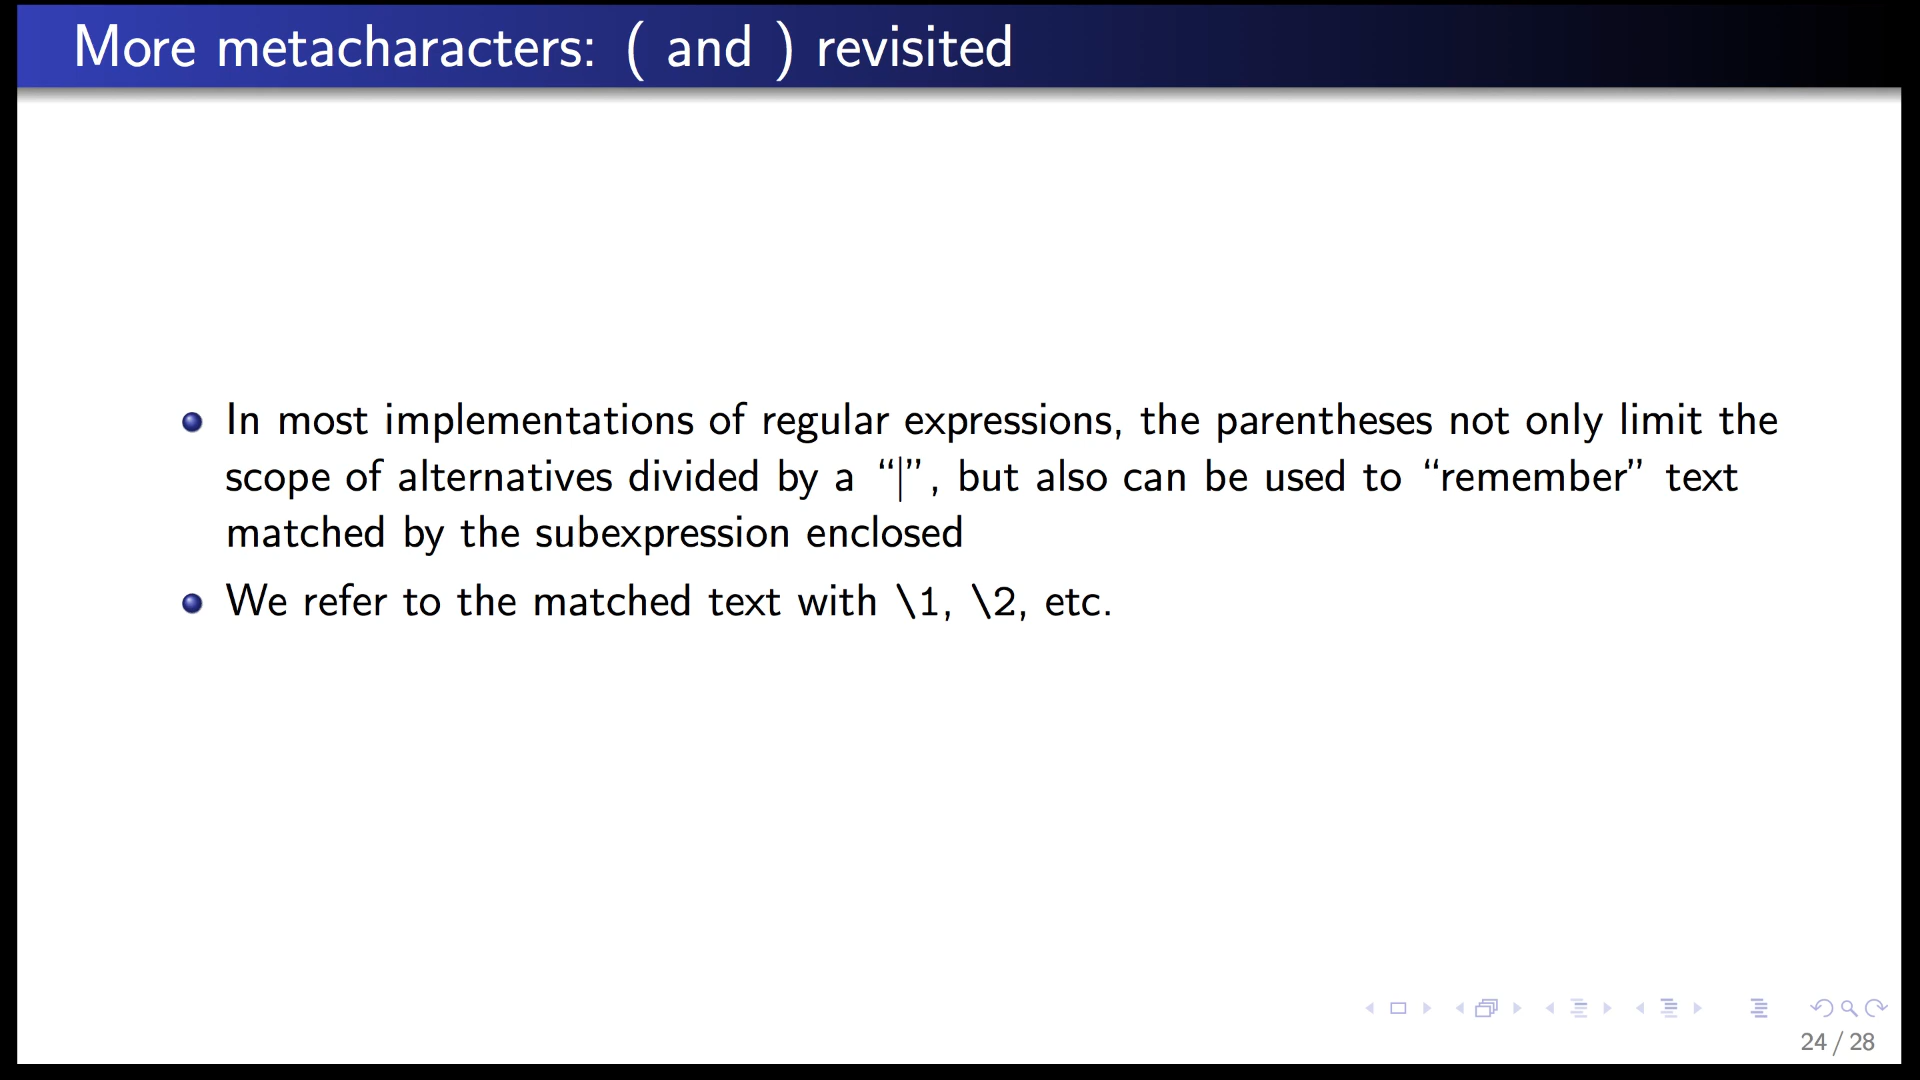 More metacharacters: ( and ) revisited
In most implementations of regular expressions, the parentheses not only limit the
scope of alternatives divided by a “|”, but also can be used to “remember” text
matched by the subexpression enclosed
We refer to the matched text with \1, \2, etc.
24 / 28